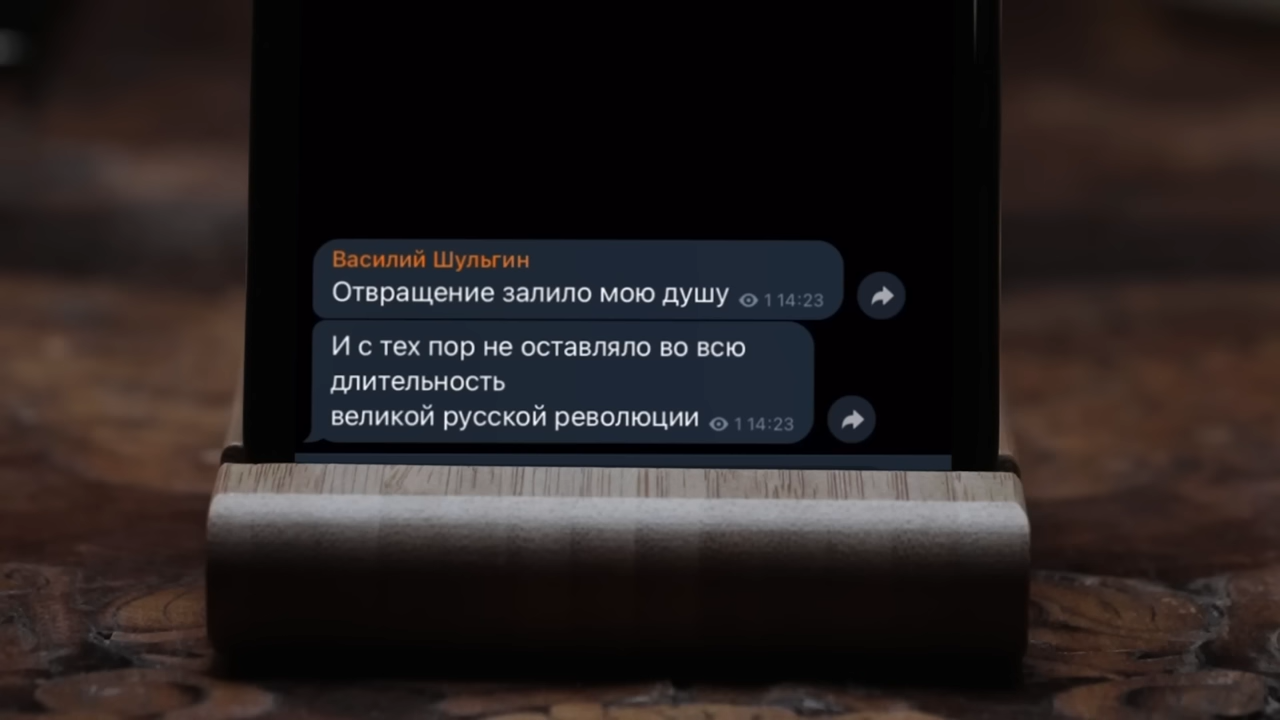 Василий Шульгин
Отвращение залило мою душу 1 14:23
И с тех пор не оставляло во всю
длительность
великой русской революции 1 14:23